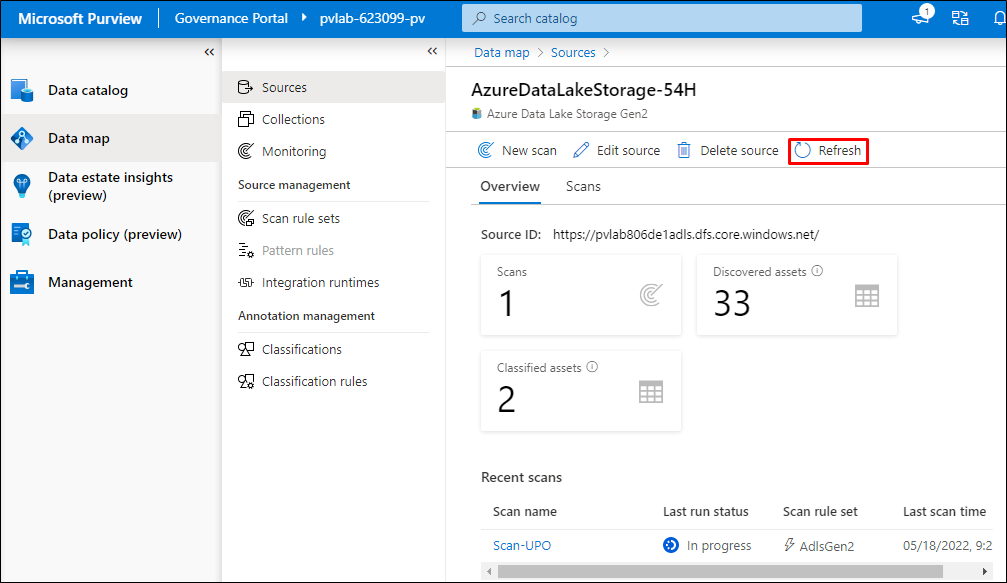 Microsoft Purview
Governance Portal
pvlab-623099-pv
Search catalog
1
Data catalog
Data map
Data estate insights
(preview)
Data policy (preview)
Management
Sources
Collections
Monitoring
Source management
Scan rule sets
Pattern rules
Integration runtimes
Annotation management
Classifications
Classification rules
Data map > Sources >
AzureDataLakeStorage-54H
Azure Data Lake Storage Gen2
New scan Edit source Delete source Refresh
Overview Scans
Source ID: https://pvlab806de1adls.dfs.core.windows.net/
Scans
1
Discovered assets
33
Classified assets
2
Recent scans
Scan name Last run status Scan rule set Last scan time
Scan-UPO In progress AdlsGen2 05/18/2022, 9:2